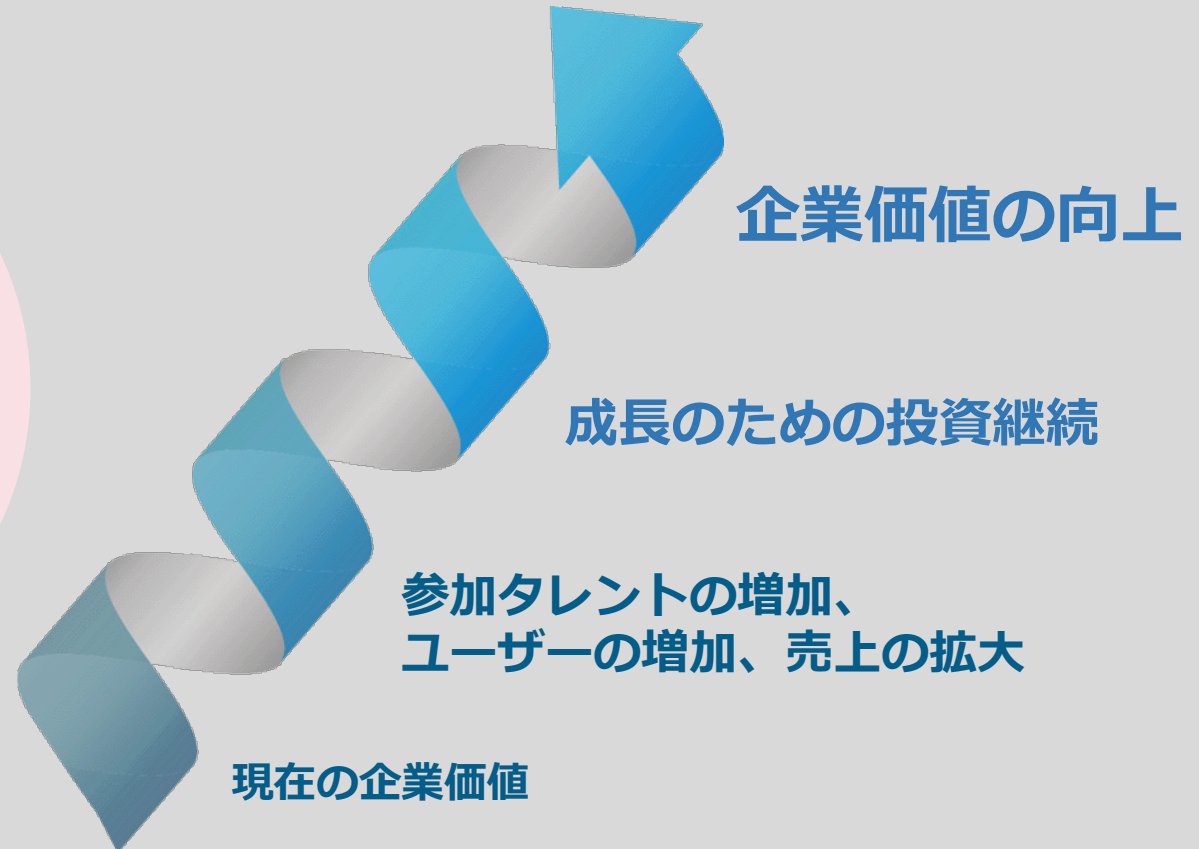 企業価値の向上
成長のための投資継続
参加タレントの増加、
ユーザーの増加、売上の拡大
現在の企業価値